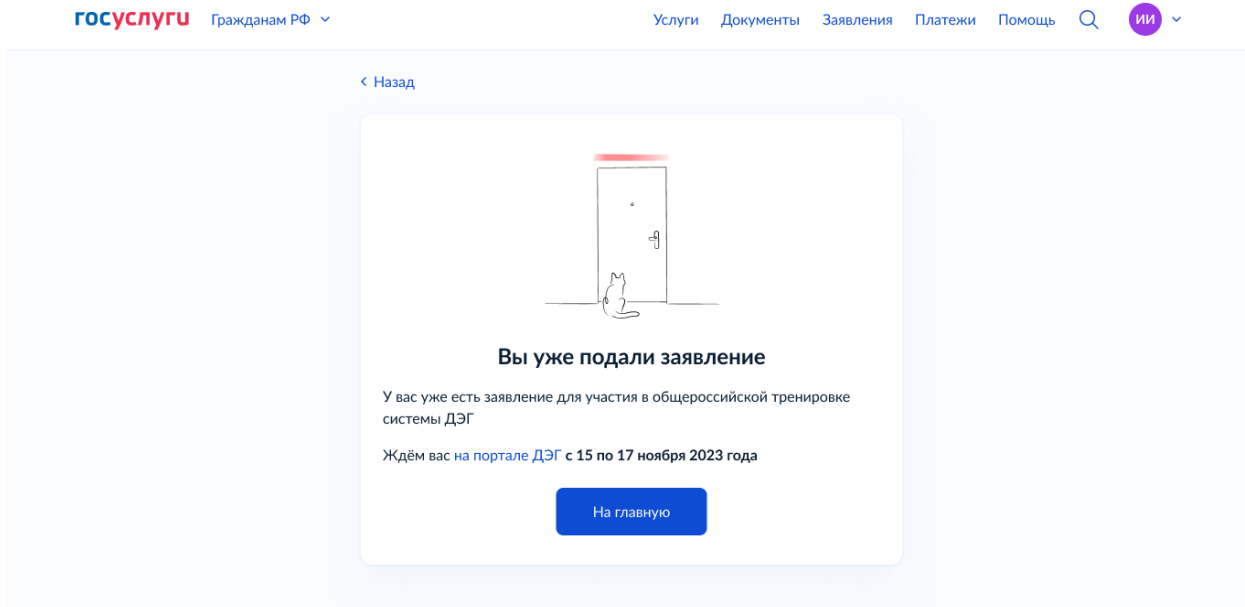 госуслуги Гражданам РФ Услуги Документы Заявления Платежи Помощь ИИ
Назад
Вы уже подали заявление
У вас уже есть заявление для участия в общероссийской тренировке
системы ДЭГ
Ждём вас на портале ДЭГ с 15 по 17 ноября 2023 года
На главную